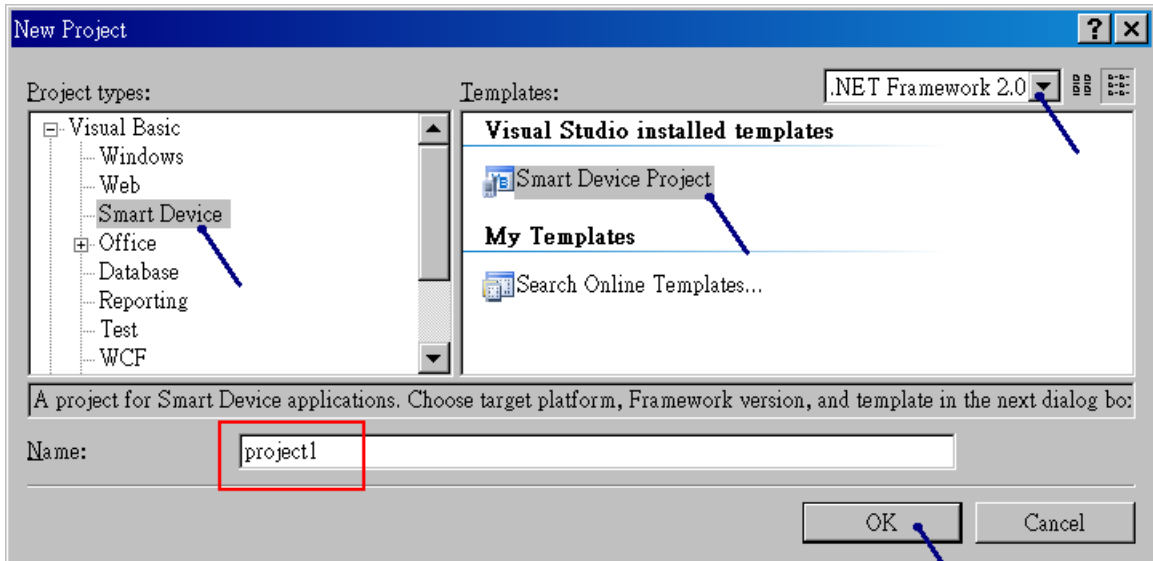 New Project
Project types:
Templates:
.NET Framework 2.0
Visual Basic
Windows
Web
Smart Device
Office
Database
Reporting
Test
WCF
Visual Studio installed templates
Smart Device Project
My Templates
Search Online Templates...
A project for Smart Device applications. Choose target platform, Framework version, and template in the next dialog bo
Name:
project1
OK
Cancel